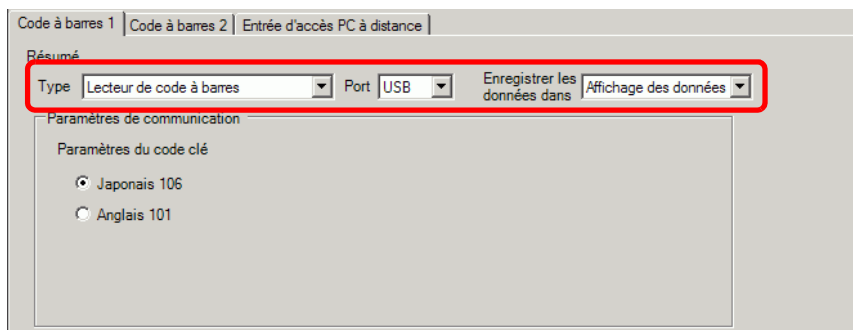 Code à barres 1 Code à barres 2 Entrée d'accès PC à distance
Résumé
Type Lecteur de code à barres Port USB Enregistrer les données dans Affichage des données
Paramètres de communication
Paramètres du code clé
Japonais 106
Anglais 101